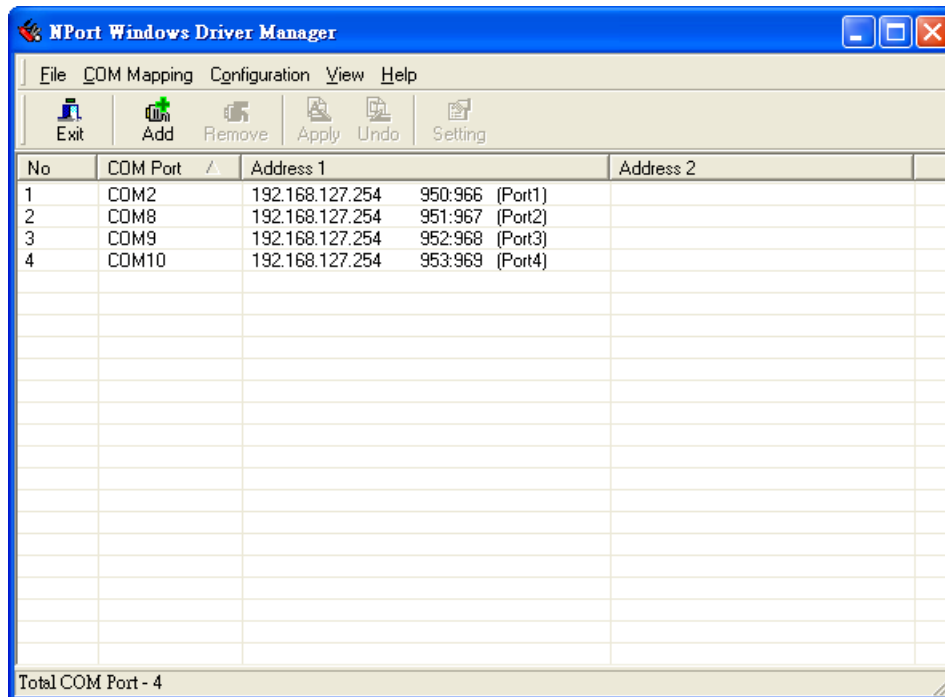 NPort Windows Driver Manager
File COM Mapping Configuration View Help
Exit Add Remove Apply Undo Setting
No COM Port Address 1 Address 2
1 COM2 192.168.127.254 950:966 (Port1)
2 COM8 192.168.127.254 951:967 (Port2)
3 COM9 192.168.127.254 952:968 (Port3)
4 COM10 192.168.127.254 953:969 (Port4)
Total COM Port - 4